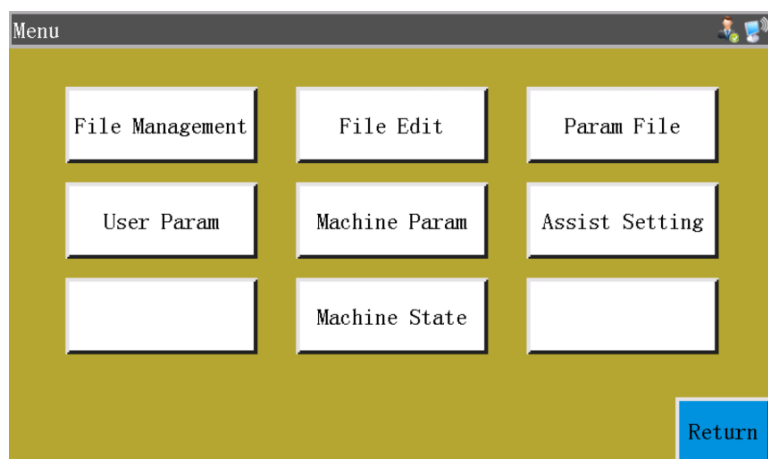 Menu
File Management
File Edit
Param File
User Param
Machine Param
Assist Setting
Machine State
Return